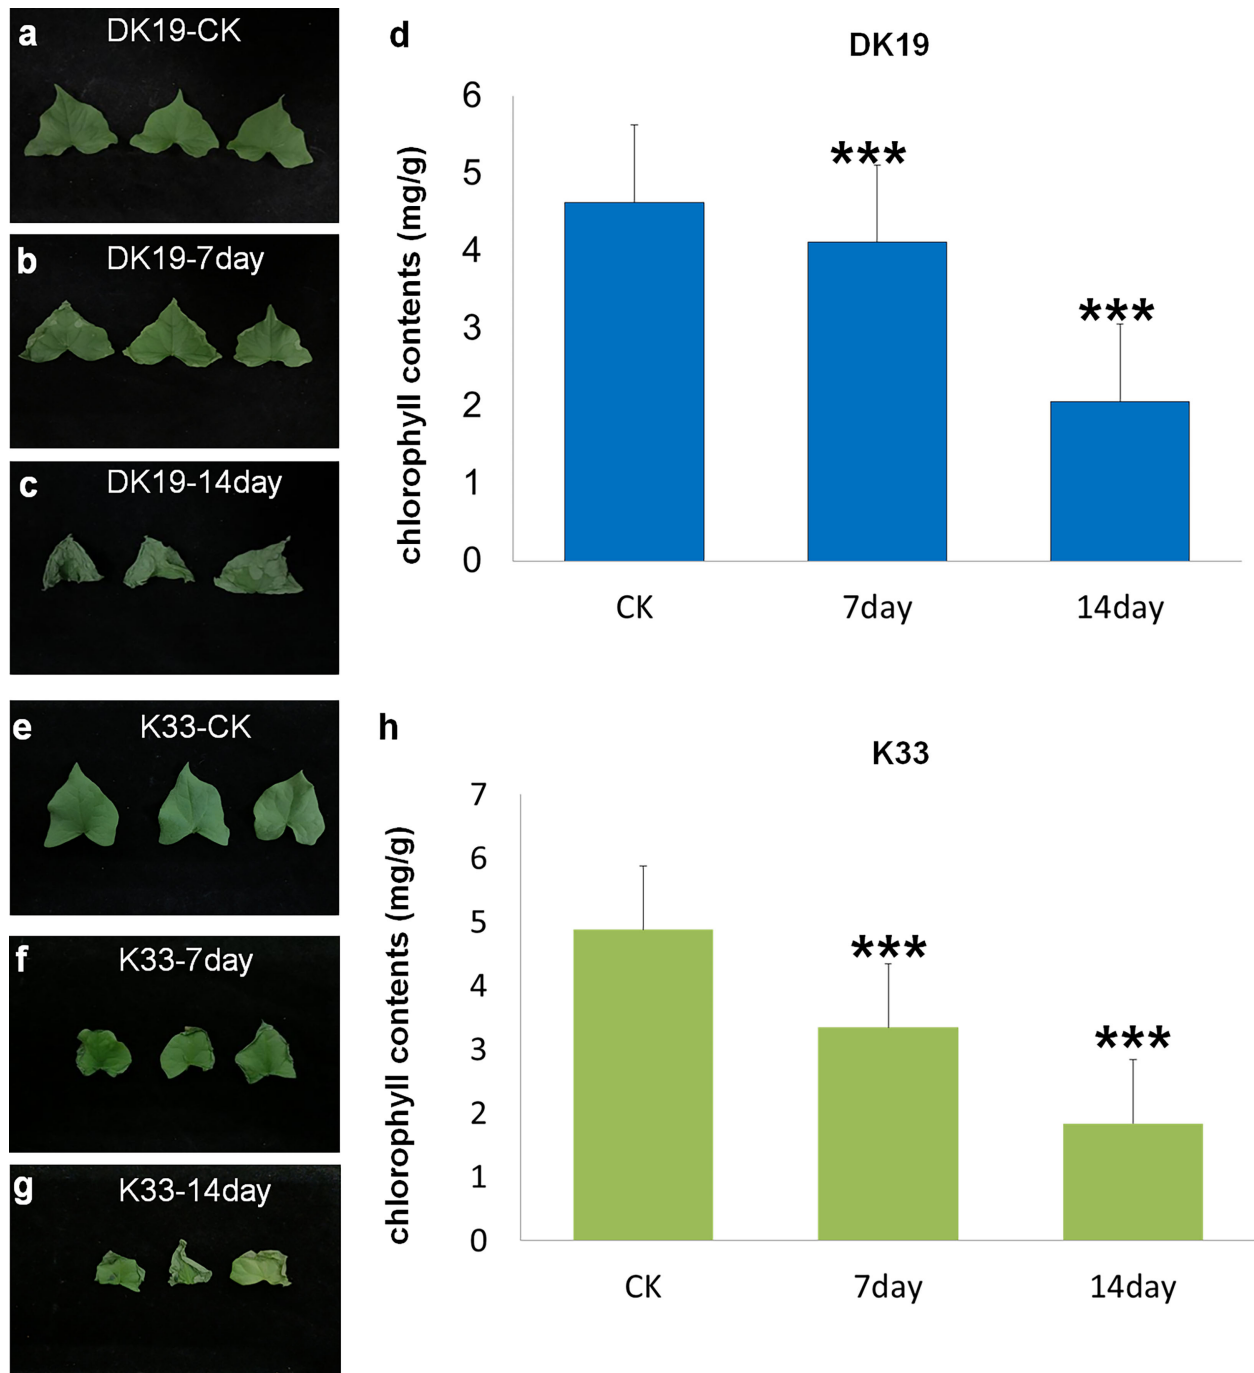 a
DK19-CK
b
DK19-7day
c
DK19-14day
d
DK19
chlorophyll contents (mg/g)
6
5
4
3
2
1
0
***
***
CK
7day
14day
e
K33-CK
f
K33-7day
g
K33-14day
h
K33
chlorophyll contents (mg/g)
7
6
5
4
3
2
1
0
***
***
CK
7day
14day